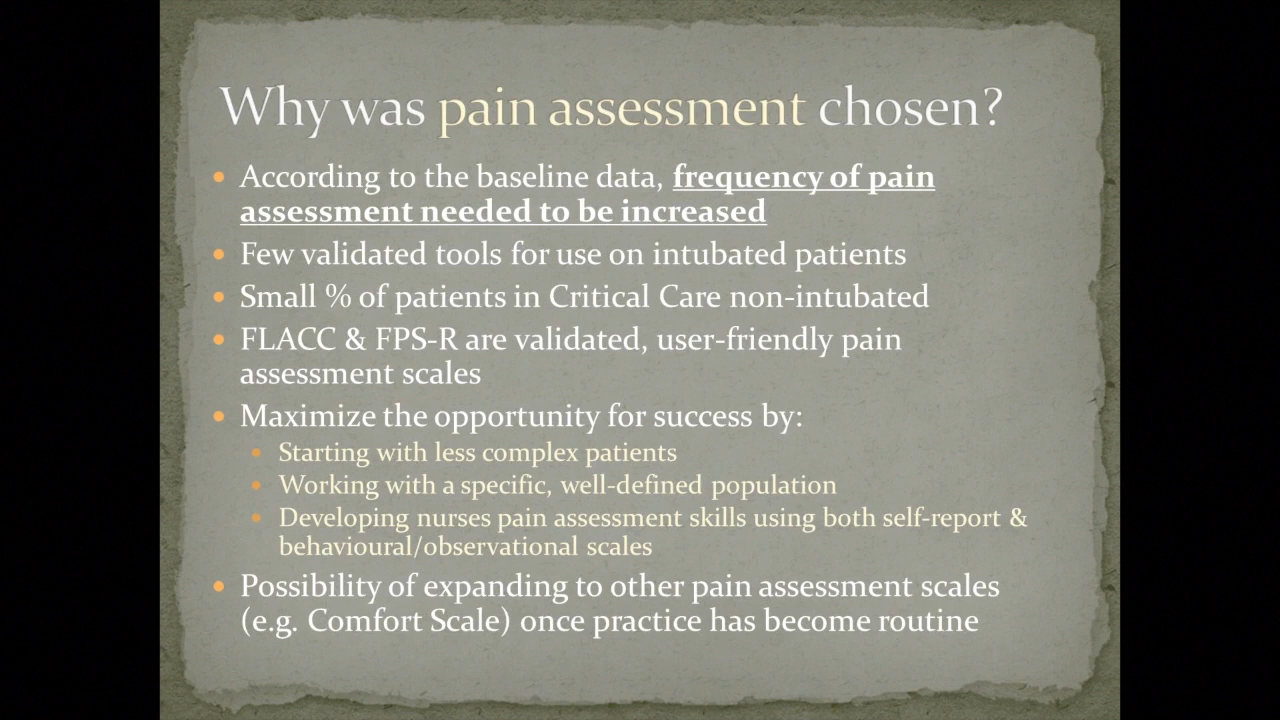 Why was pain assessment chosen?
• According to the baseline data, frequency of pain
assessment needed to be increased
• Few validated tools for use on intubated patients
• Small % of patients in Critical Care non-intubated
• FLACC & FPS-R are validated, user-friendly pain
assessment scales
• Maximize the opportunity for success by:
• Starting with less complex patients
• Working with a specific, well-defined population
• Developing nurses pain assessment skills using both self-report &
behavioural/observational scales
• Possibility of expanding to other pain assessment scales
(e.g. Comfort Scale) once practice has become routine